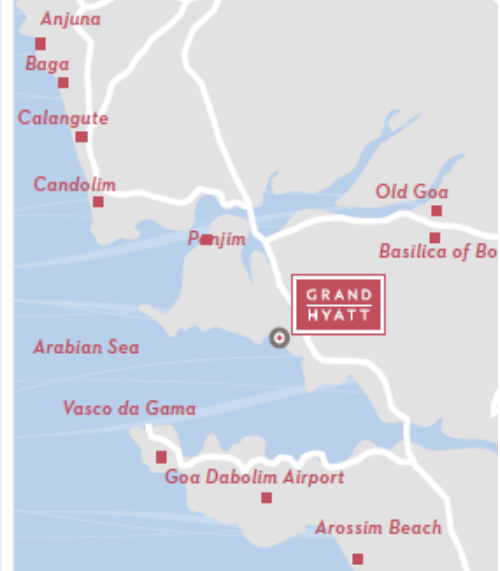 Anjuna
Baga
Calangute
Candolim
Old Goa
Panjim
Basilica of Bo
GRAND
HYATT
Arabian Sea
Vasco da Gama
Goa Dabolim Airport
Arossim Beach